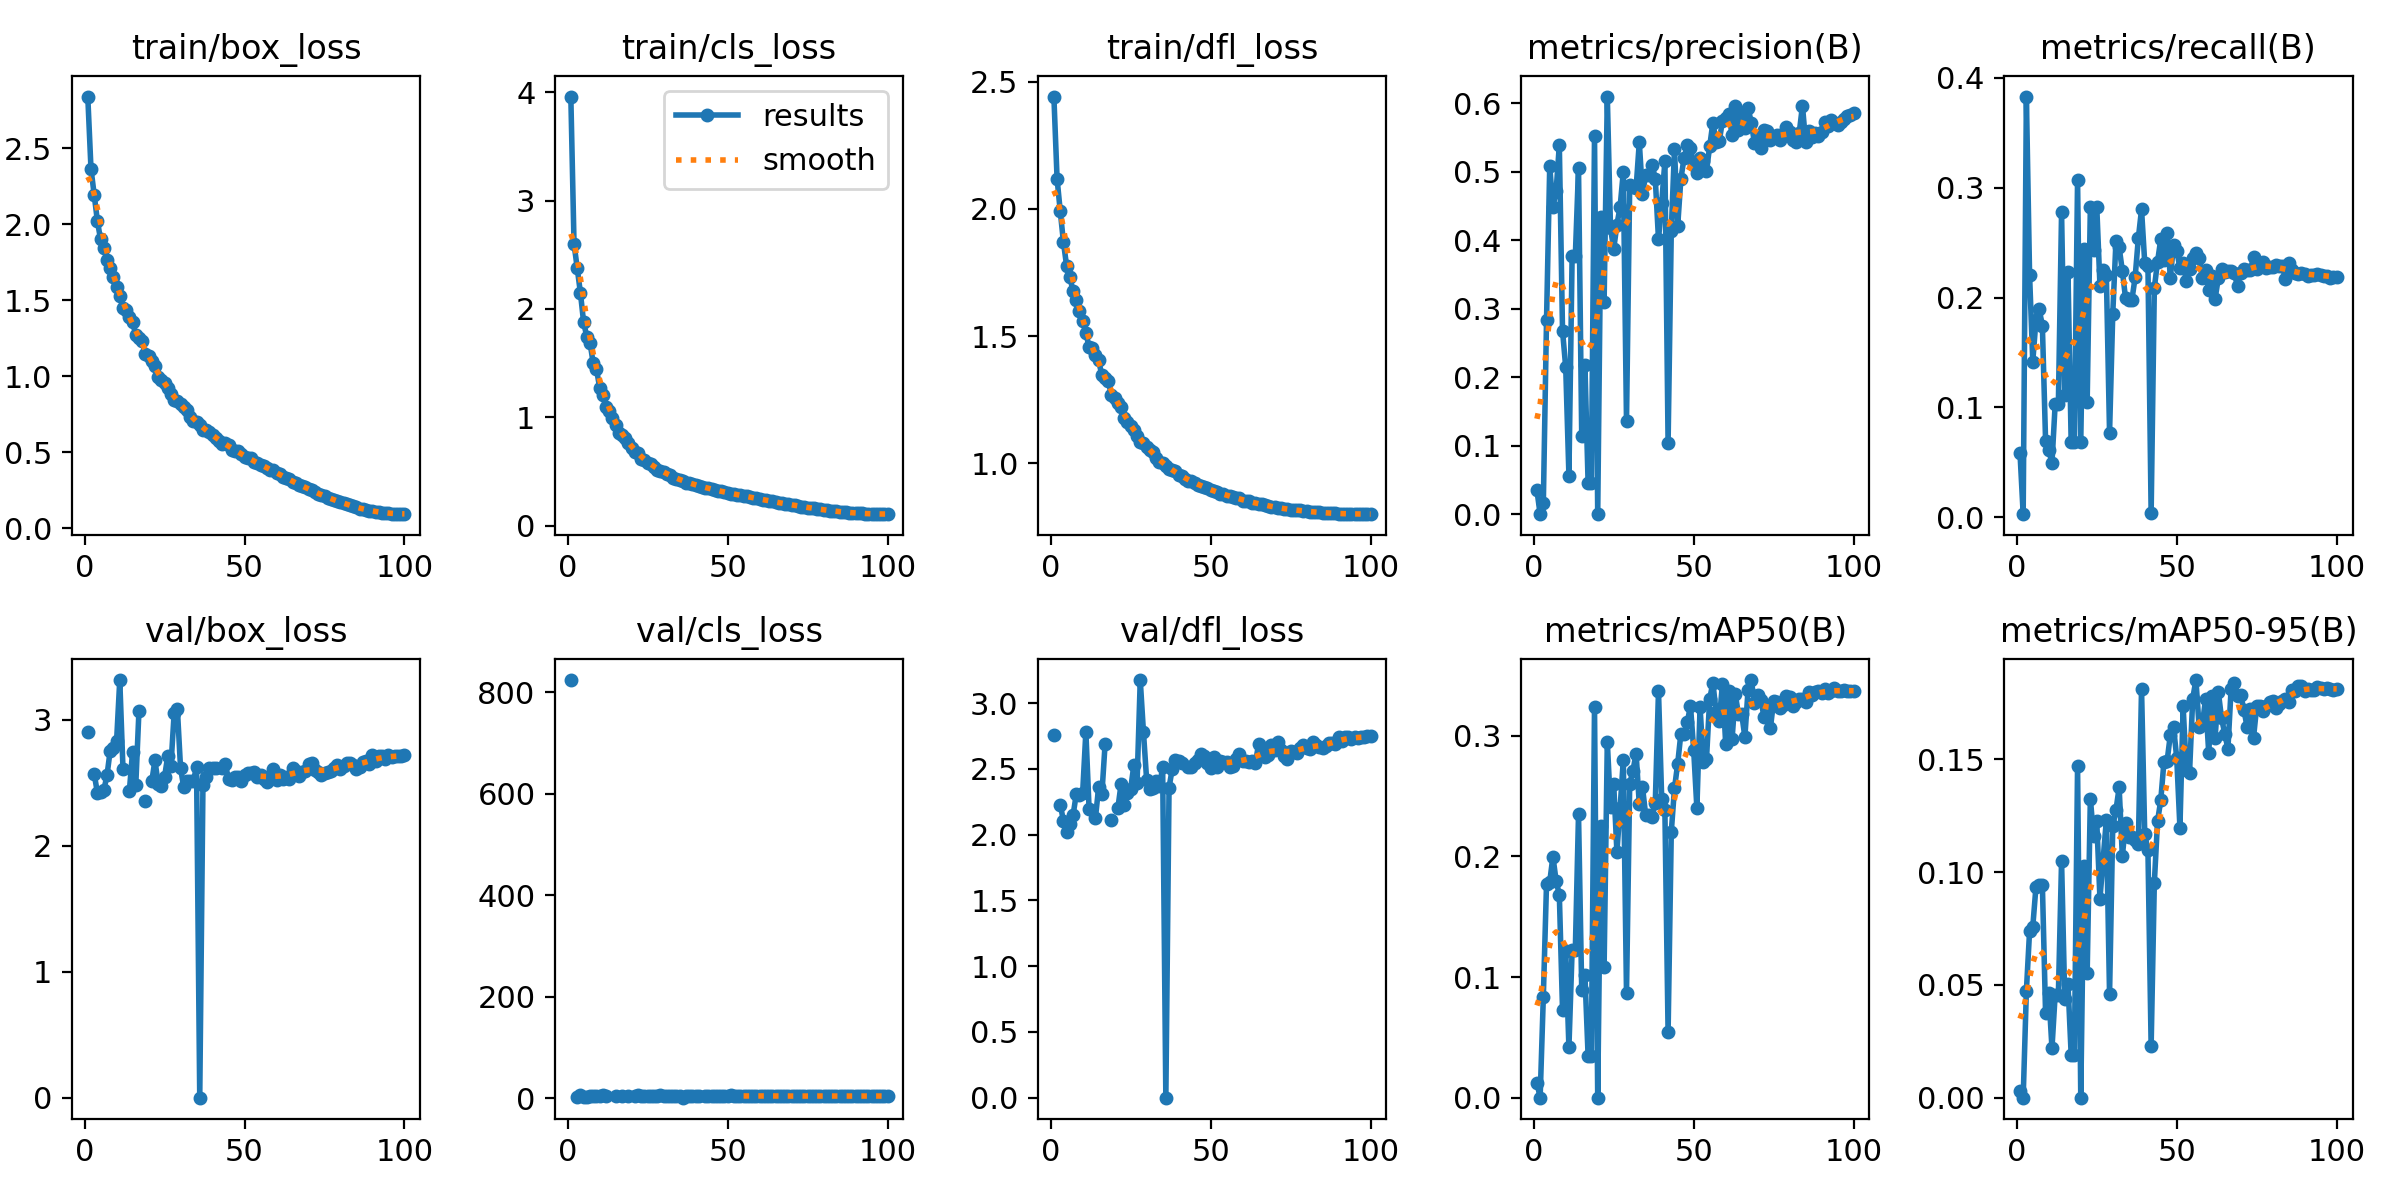 train/box_loss
train/cls_loss
train/dfl_loss
metrics/precision(B)
metrics/recall(B)
2.5
2.0
1.5
1.0
0.5
0.0
0 50 100
results
smooth
4
3
2
1
0
0 50 100
2.5
2.0
1.5
1.0
0 50 100
0.6
0.5
0.4
0.3
0.2
0.1
0.0
0 50 100
0.4
0.3
0.2
0.1
0.0
0 50 100
val/box_loss
val/cls_loss
val/dfl_loss
metrics/mAP50(B)
metrics/mAP50-95(B)
3
2
1
0
0 50 100
800
600
400
200
0
0 50 100
3.0
2.5
2.0
1.5
1.0
0.5
0.0
0 50 100
0.3
0.2
0.1
0.0
0 50 100
0.15
0.10
0.05
0.00
0 50 100